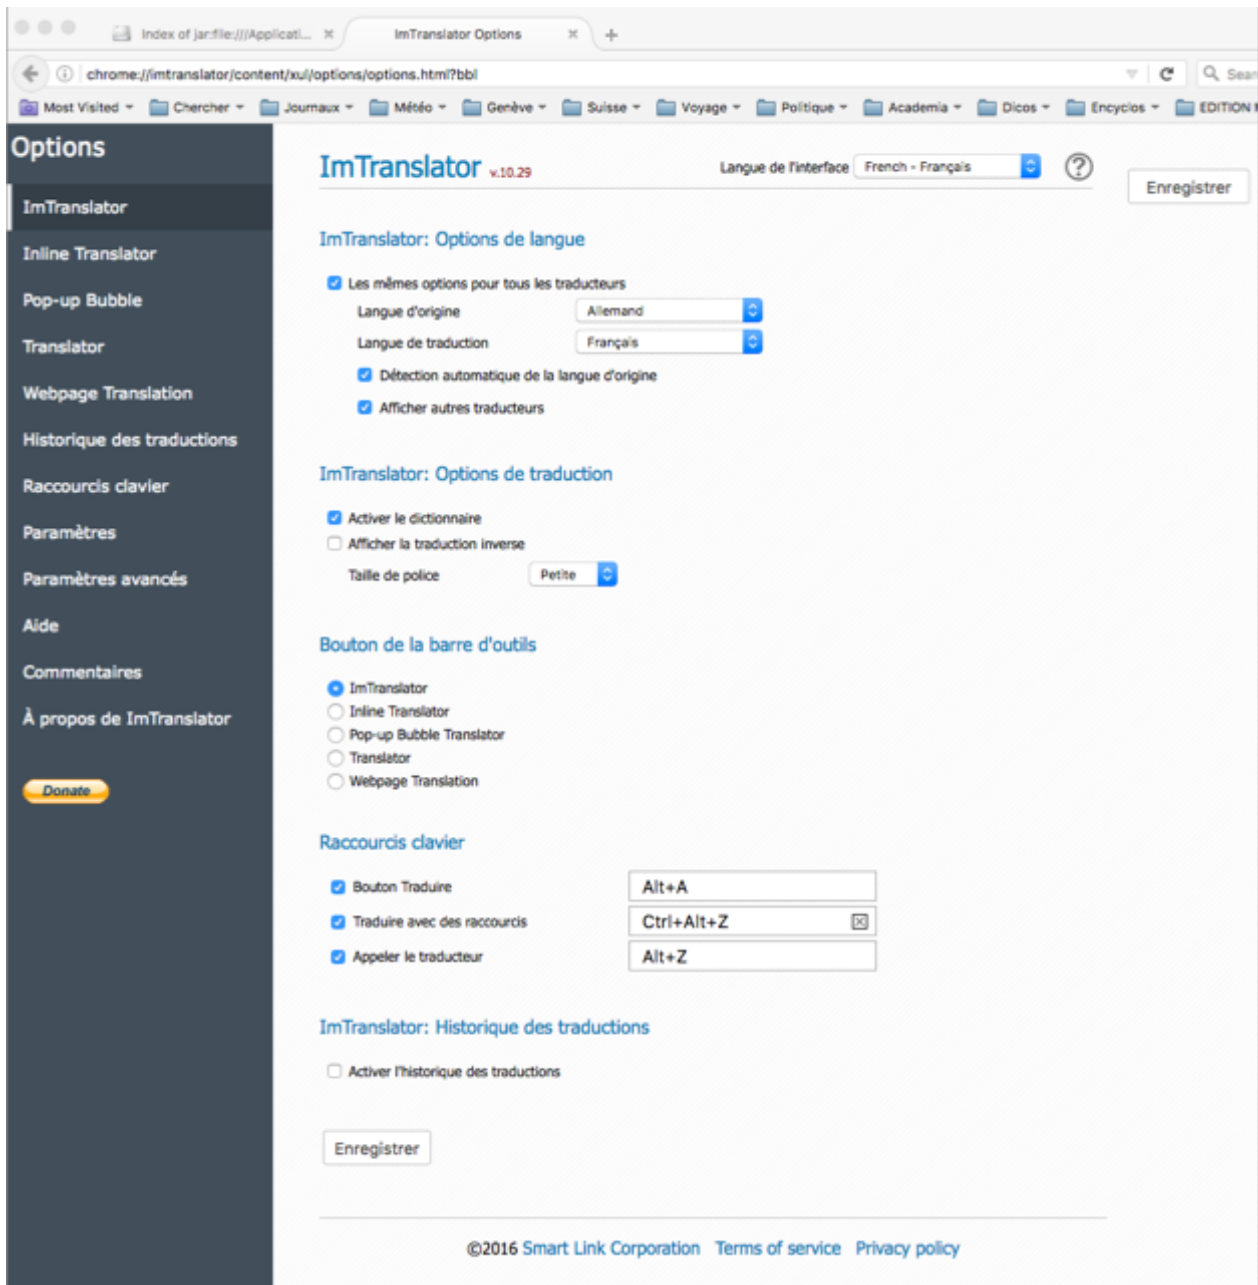 Index of jar:file:///Applicati...
ImTranslator Options
chrome://imtranslator/content/xul/options/options.html?bbl
Most Visited Chercher Journaux Météo Genève Suisse Voyage Politique Academia Dicos Encyclos EDITION
Options
ImTranslator
Inline Translator
Pop-up Bubble
Translator
Webpage Translation
Historique des traductions
Raccourcis clavier
Paramètres
Paramètres avancés
Aide
Commentaires
À propos de ImTranslator
Donate
ImTranslator v.10.29
Langue de l'interface French - Français
Enregistrer
ImTranslator: Options de langue
Les mêmes options pour tous les traducteurs
Langue d'origine Allemand
Langue de traduction Français
Détection automatique de la langue d'origine
Afficher autres traducteurs
ImTranslator: Options de traduction
Activer le dictionnaire
Afficher la traduction inverse
Taille de police Petite
Bouton de la barre d'outils
ImTranslator
Inline Translator
Pop-up Bubble Translator
Translator
Webpage Translation
Raccourcis clavier
Bouton Traduire Alt+A
Traduire avec des raccourcis Ctrl+Alt+Z
Appeler le traducteur Alt+Z
ImTranslator: Historique des traductions
Activer l'historique des traductions
Enregistrer
©2016 Smart Link Corporation Terms of service Privacy policy